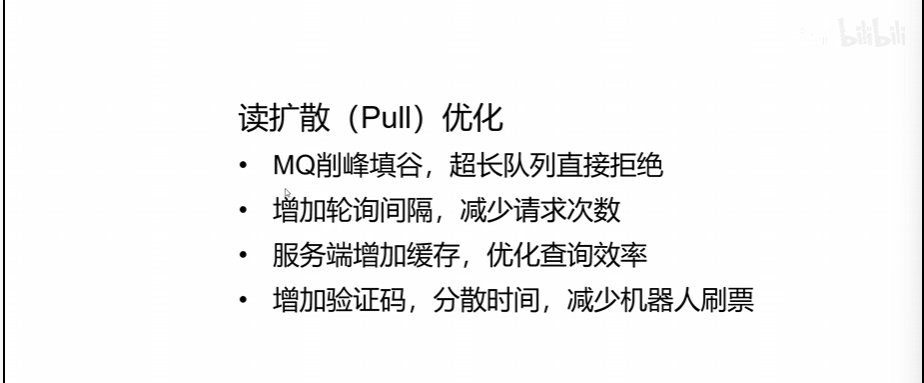 bilibili
读扩散（Pull）优化
• MQ削峰填谷，超长队列直接拒绝
• 增加轮询间隔，减少请求次数
• 服务端增加缓存，优化查询效率
• 增加验证码，分散时间，减少机器人刷票